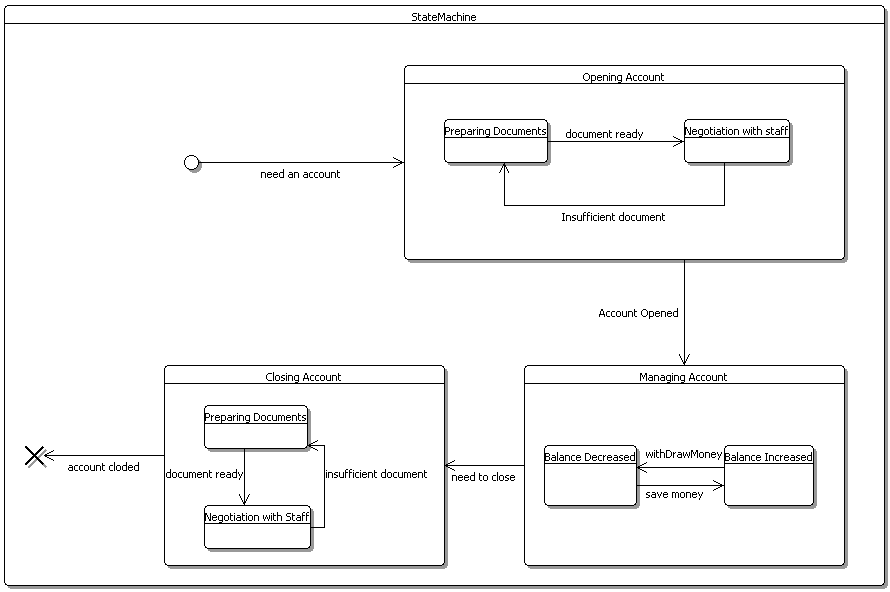 StateMachine
Opening Account
Preparing Documents
document ready
Negotiation with staff
need an account
Insufficient document
Account Opened
Closing Account
Managing Account
Preparing Documents
account cloded
document ready
insufficient document
Negotiation with Staff
need to close
Balance Decreased
withDrawMoney
Balance Increased
save money